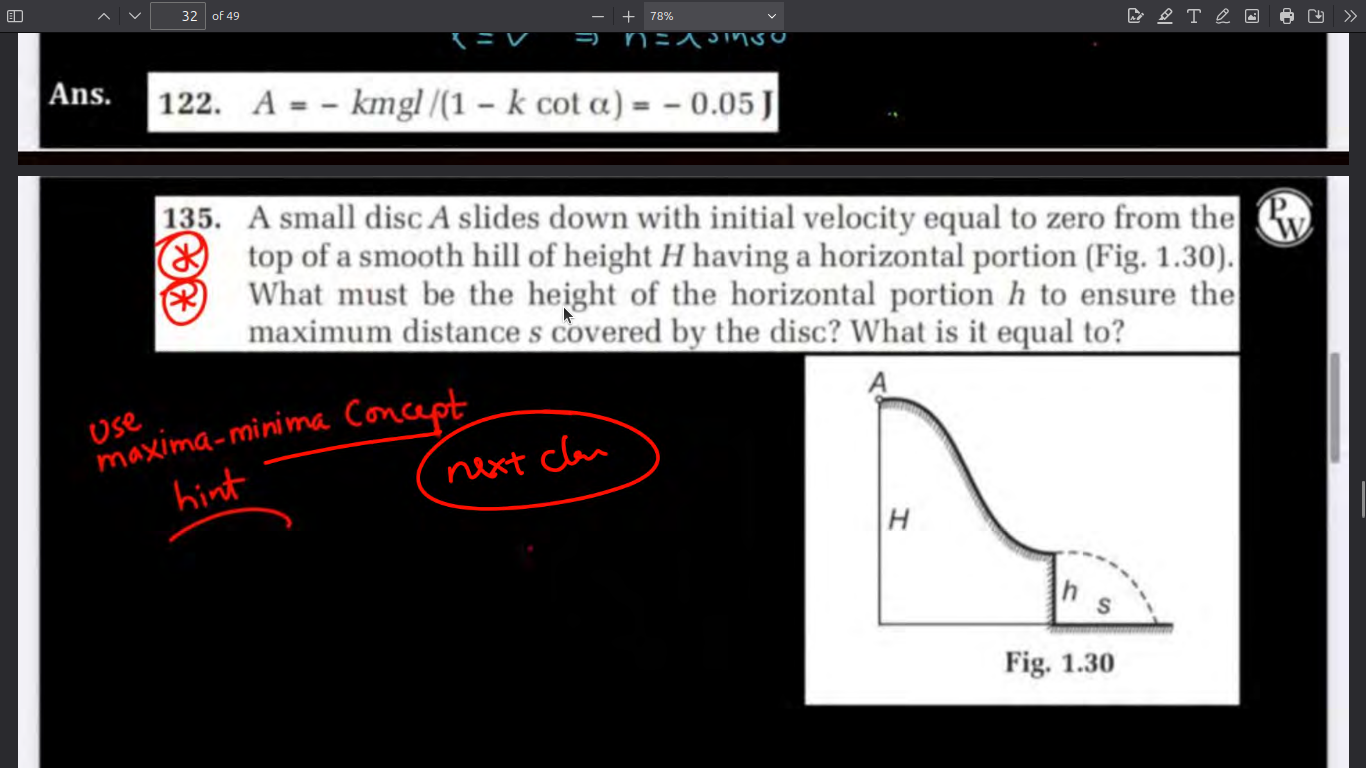 32 of 49
78%
Ans. 122. A = – kmgl /(1 – k cot α) = – 0.05 J
135. A small disc A slides down with initial velocity equal to zero from the
top of a smooth hill of height H having a horizontal portion (Fig. 1.30).
What must be the height of the horizontal portion h to ensure the
maximum distance s covered by the disc? What is it equal to?
PW
use
maxima-minima Concept
hint
next
A
H
h
s
Fig. 1.30